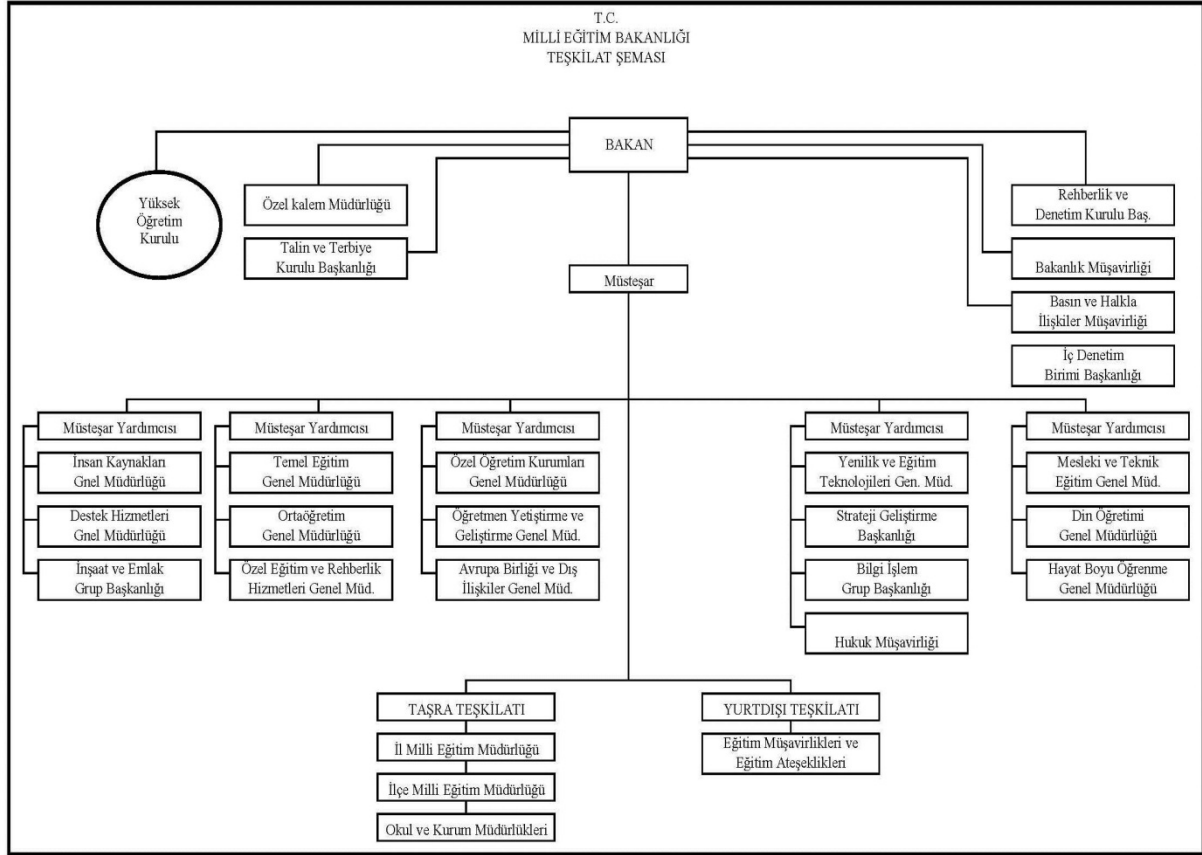 T.C.
MİLLİ EĞİTİM BAKANLIĞI
TEŞKİLAT ŞEMASI
BAKAN
Yüksek
Öğretim
Kurulu
Özel kalem Müdürlüğü
Talin ve Terbiye
Kurulu Başkanlığı
Rehberlik ve
Denetim Kurulu Baş.
Bakanlık Müşavirliği
Basın ve Halkla
İlişkiler Müşavirliği
İç Denetim
Birimi Başkanlığı
Müsteşar
Müsteşar Yardımcısı
İnsan Kaynakları
Gnel Müdürlüğü
Destek Hizmetleri
Gnel Müdürlüğü
İnşaat ve Emlak
Grup Başkanlığı
Müsteşar Yardımcısı
Temel Eğitim
Genel Müdürlüğü
Ortaöğretim
Genel Müdürlüğü
Özel Eğitim ve Rehberlik
Hizmetleri Genel Müd.
Müsteşar Yardımcısı
Özel Öğretim Kurumları
Genel Müdürlüğü
Öğretmen Yetiştirme ve
Geliştirme Genel Müd.
Avrupa Birliği ve Dış
İlişkiler Genel Müd.
Müsteşar Yardımcısı
Yenilik ve Eğitim
Teknolojileri Gen. Müd.
Strateji Geliştirme
Başkanlığı
Bilgi İşlem
Grup Başkanlığı
Hukuk Müşavirliği
Müsteşar Yardımcısı
Mesleki ve Teknik
Eğitim Genel Müd.
Din Öğretimi
Genel Müdürlüğü
Hayat Boyu Öğrenme
Genel Müdürlüğü
TAŞRA TEŞKİLATI
İl Milli Eğitim Müdürlüğü
İlçe Milli Eğitim Müdürlüğü
Okul ve Kurum Müdürlükleri
YURTDIŞI TEŞKİLATI
Eğitim Müşavirlikleri ve
Eğitim Ateşeklikleri